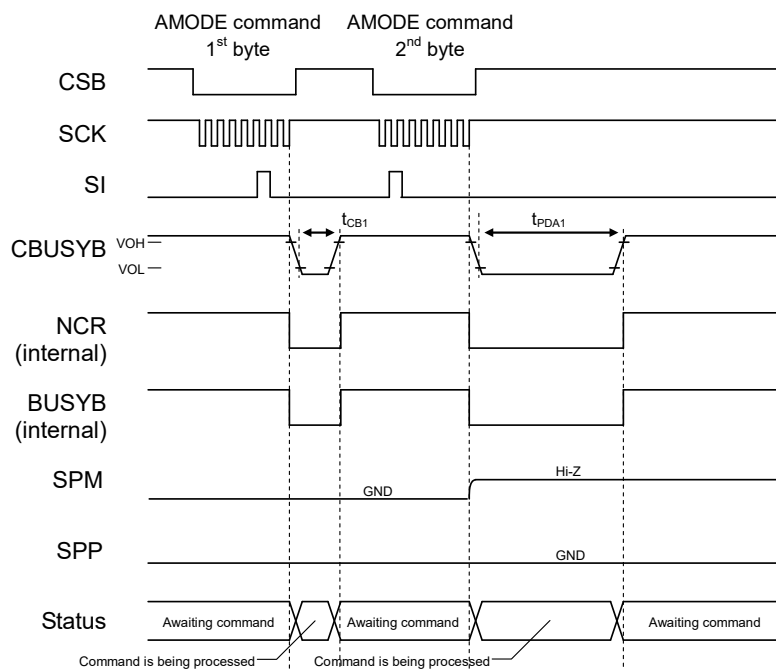 AMODE command
1st byte
AMODE command
2nd byte
CSB
SCK
SI
tCB1
tPDA1
CBUSYB
VOH
VOL
NCR
(internal)
BUSYB
(internal)
SPM
GND
Hi-Z
SPP
GND
Status
Awaiting command
Awaiting command
Awaiting command
Command is being processed
Command is being processed